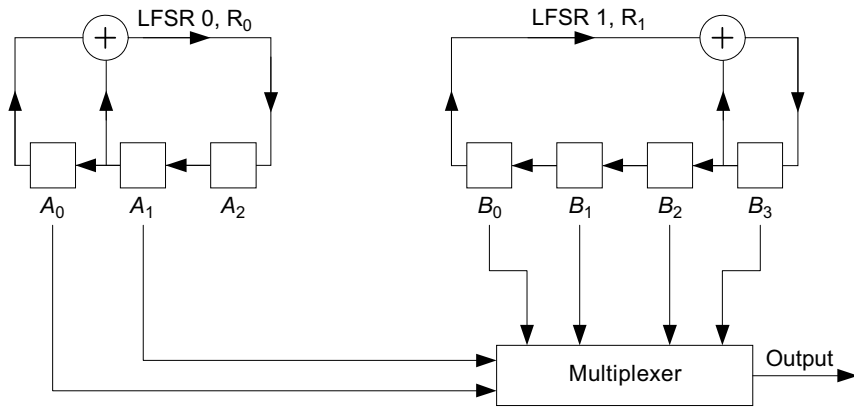 LFSR 0, R₀
LFSR 1, R₁
A₀ A₁ A₂
B₀ B₁ B₂ B₃
Multiplexer
Output